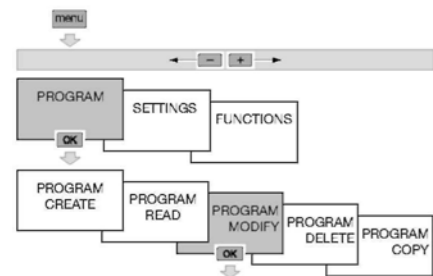 menu
− +
PROGRAM
SETTINGS
FUNCTIONS
OK
PROGRAM
CREATE
PROGRAM
READ
PROGRAM
MODIFY
PROGRAM
DELETE
PROGRAM
COPY
OK